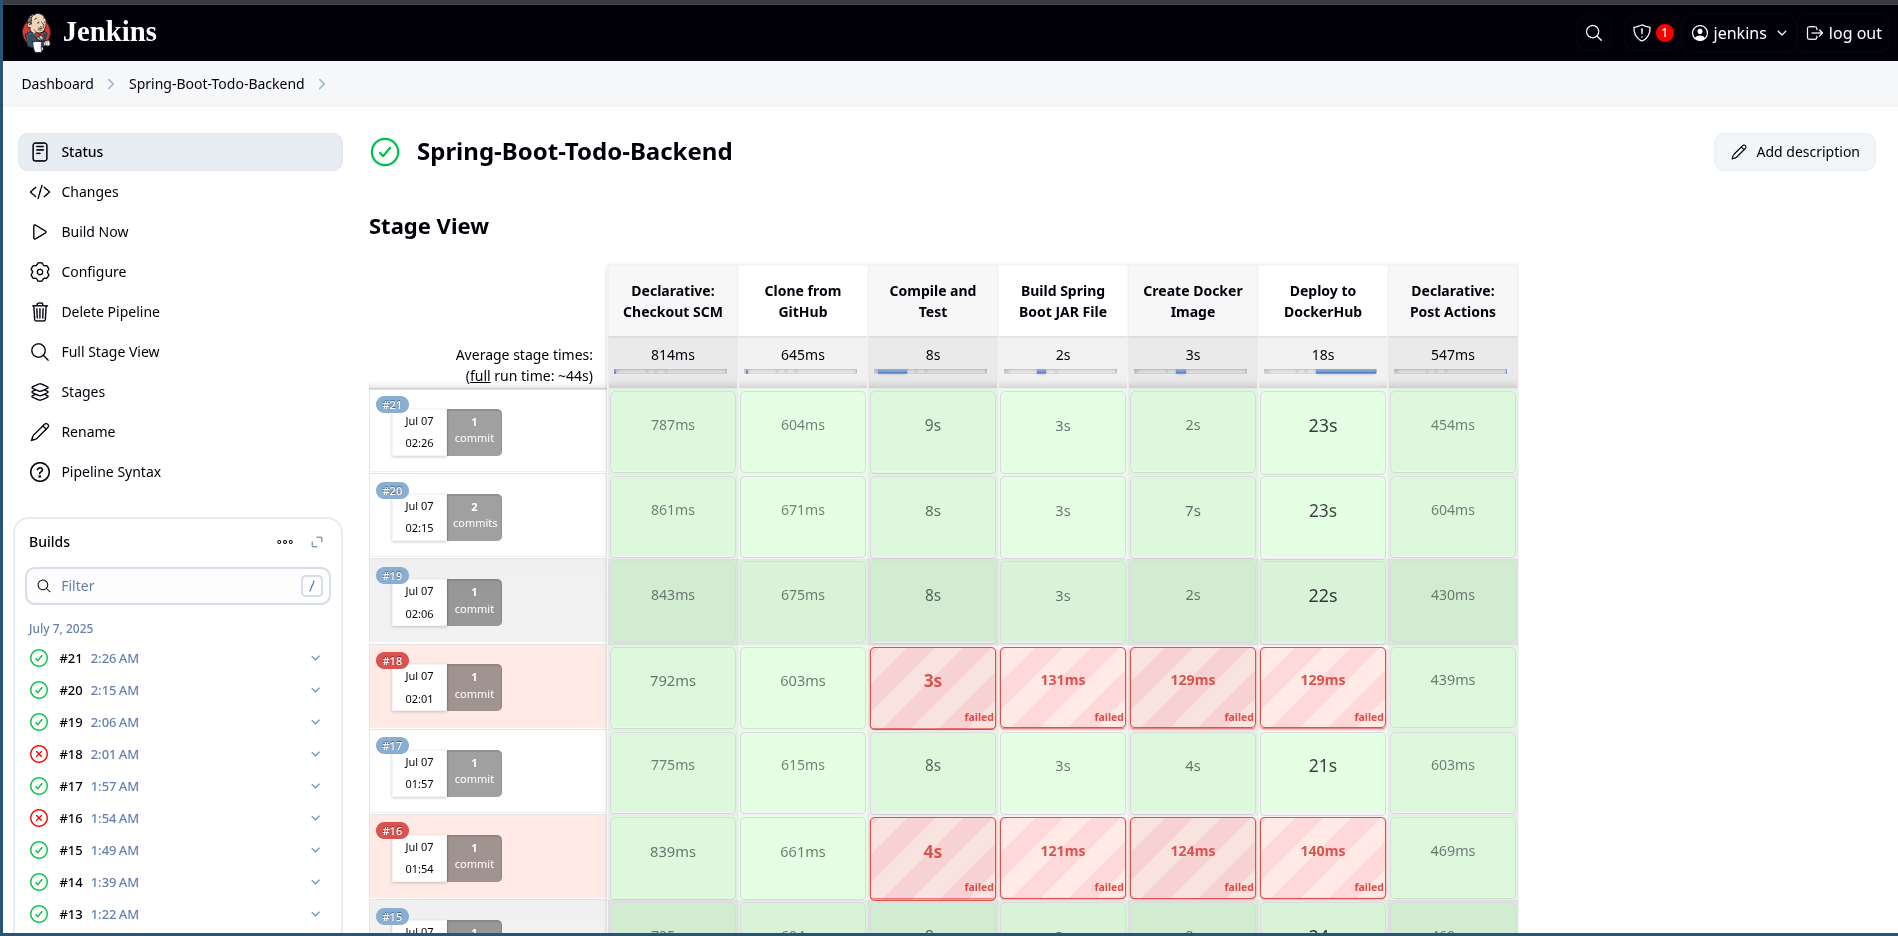 Jenkins
1
jenkins
log out
Dashboard
Spring-Boot-Todo-Backend
Status
Changes
Build Now
Configure
Delete Pipeline
Full Stage View
Stages
Rename
Pipeline Syntax
Builds
Filter
/
July 7, 2025
#21 2:26 AM
#20 2:15 AM
#19 2:06 AM
#18 2:01 AM
#17 1:57 AM
#16 1:54 AM
#15 1:49 AM
#14 1:39 AM
#13 1:22 AM
Spring-Boot-Todo-Backend
Add description
Stage View
Declarative:
Checkout SCM
Clone from
GitHub
Compile and
Test
Build Spring
Boot JAR File
Create Docker
Image
Deploy to
DockerHub
Declarative:
Post Actions
Average stage times:
(full run time: ~44s)
814ms
645ms
8s
2s
3s
18s
547ms
#21
Jul 07
02:26
1
commit
787ms
604ms
9s
3s
2s
23s
454ms
#20
Jul 07
02:15
2
commits
861ms
671ms
8s
3s
7s
23s
604ms
#19
Jul 07
02:06
1
commit
843ms
675ms
8s
3s
2s
22s
430ms
#18
Jul 07
02:01
1
commit
792ms
603ms
3s
failed
131ms
failed
129ms
failed
129ms
failed
439ms
#17
Jul 07
01:57
1
commit
775ms
615ms
8s
3s
4s
21s
603ms
#16
Jul 07
01:54
1
commit
839ms
661ms
4s
failed
121ms
failed
124ms
failed
140ms
failed
469ms
#15
Jul 07
1